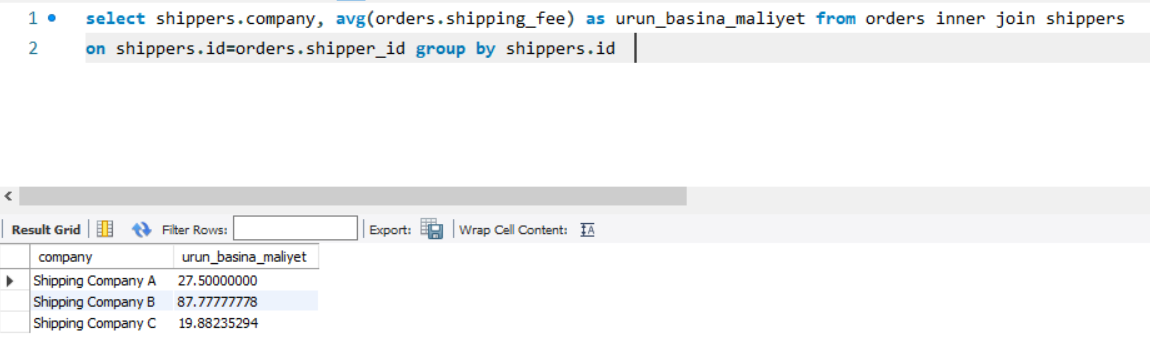 1 select shippers.company, avg(orders.shipping_fee) as urun_basina_maliyet from orders inner join shippers
2 on shippers.id=orders.shipper_id group by shippers.id
Result Grid Filter Rows: Export: Wrap Cell Content: IA
company urun_basina_maliyet
Shipping Company A 27.50000000
Shipping Company B 87.77777778
Shipping Company C 19.88235294